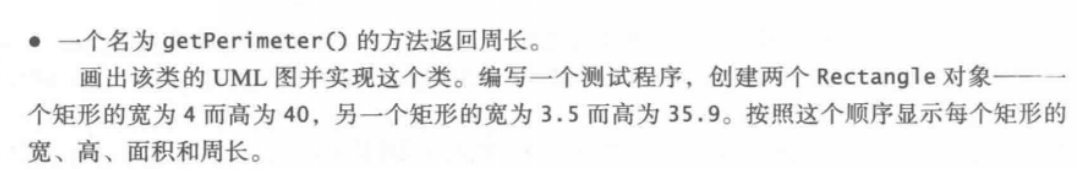 ● 一个名为 getPerimeter() 的方法返回周长。
画出该类的 UML 图并实现这个类。编写一个测试程序，创建两个 Rectangle 对象——一
个矩形的宽为 4 而高为 40，另一个矩形的宽为 3.5 而高为 35.9。按照这个顺序显示每个矩形的
宽、高、面积和周长。